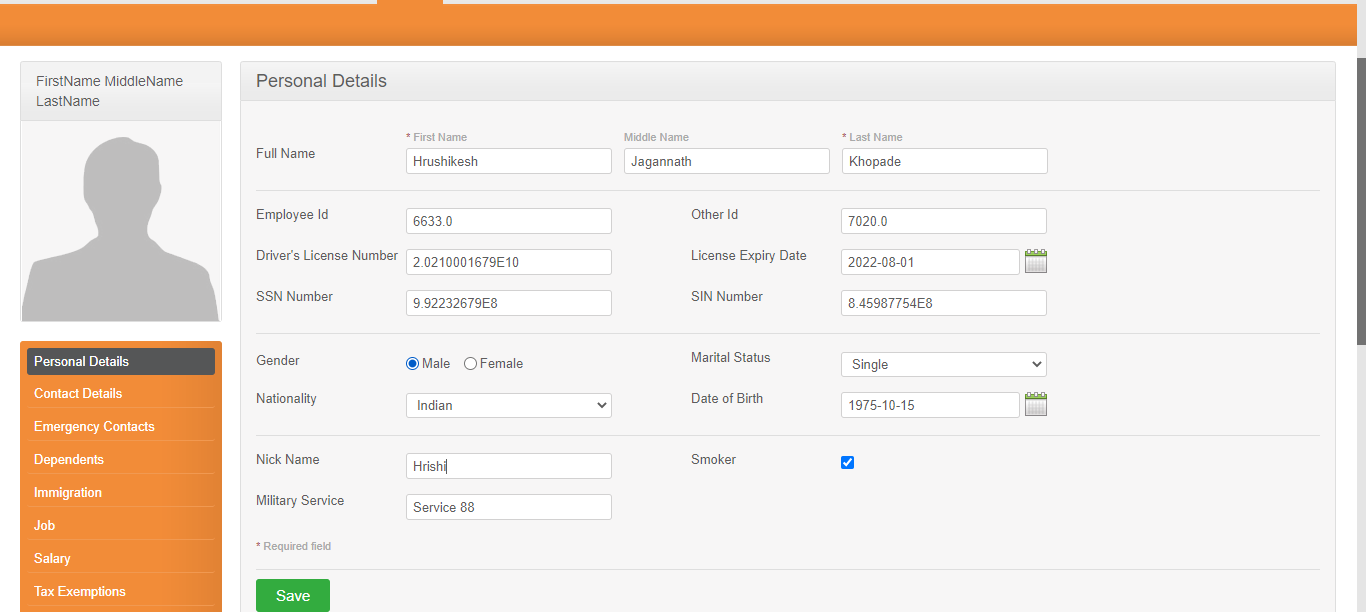 FirstName MiddleName
LastName
Personal Details
Contact Details
Emergency Contacts
Dependents
Immigration
Job
Salary
Tax Exemptions
Personal Details
* First Name Middle Name * Last Name
Full Name Hrushikesh Jagannath Khopade
Employee Id 6633.0 Other Id 7020.0
Driver's License Number 2.0210001679E10 License Expiry Date 2022-08-01
SSN Number 9.92232679E8 SIN Number 8.45987754E8
Gender Male Female Marital Status Single
Nationality Indian Date of Birth 1975-10-15
Nick Name Hrishi Smoker
Military Service Service 88
* Required field
Save